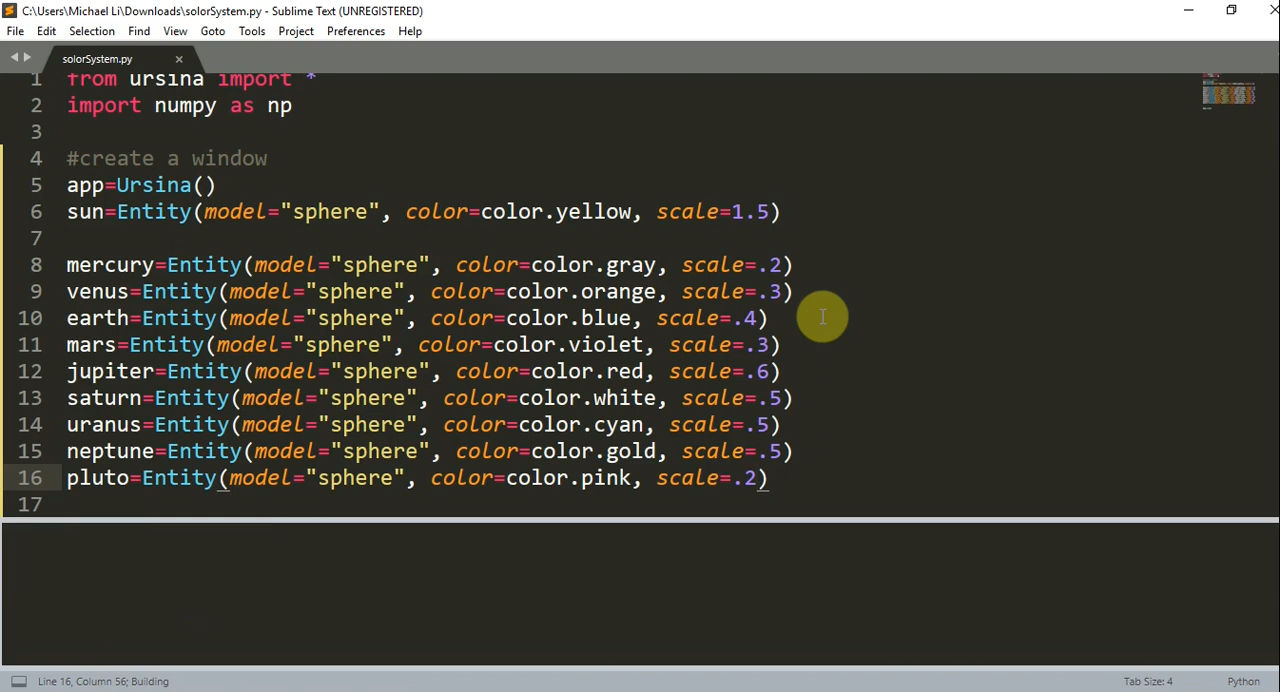 C:\Users\Michael Li\Downloads\solorSystem.py - Sublime Text (UNREGISTERED)
File Edit Selection Find View Goto Tools Project Preferences Help
solorSystem.py ×
1 from ursina import *
2 import numpy as np
3
4 #create a window
5 app=Ursina()
6 sun=Entity(model="sphere", color=color.yellow, scale=1.5)
7
8 mercury=Entity(model="sphere", color=color.gray, scale=.2)
9 venus=Entity(model="sphere", color=color.orange, scale=.3)
10 earth=Entity(model="sphere", color=color.blue, scale=.4)
11 mars=Entity(model="sphere", color=color.violet, scale=.3)
12 jupiter=Entity(model="sphere", color=color.red, scale=.6)
13 saturn=Entity(model="sphere", color=color.white, scale=.5)
14 uranus=Entity(model="sphere", color=color.cyan, scale=.5)
15 neptune=Entity(model="sphere", color=color.gold, scale=.5)
16 pluto=Entity(model="sphere", color=color.pink, scale=.2)
17
Line 16, Column 56; Building Tab Size: 4 Python